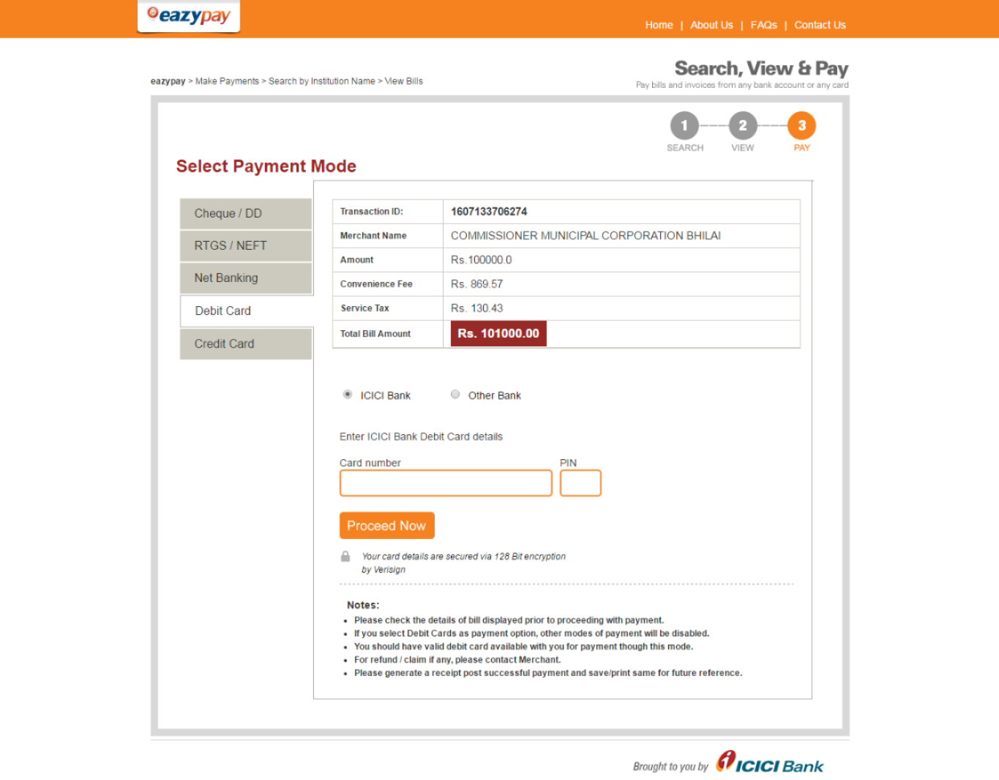 eazypay
Home | About Us | FAQs | Contact Us
Search, View & Pay
eazypay > Make Payments > Search by Institution Name > View Bills
Pay bills and invoices from any bank account or any card
1 2 3
SEARCH VIEW PAY
Select Payment Mode
Cheque / DD
RTGS / NEFT
Net Banking
Debit Card
Credit Card
Transaction ID: 1607133706274
Merchant Name COMMISSIONER MUNICIPAL CORPORATION BHILAI
Amount Rs.100000.0
Convenience Fee Rs. 869.57
Service Tax Rs. 130.43
Total Bill Amount Rs. 101000.00
ICICI Bank Other Bank
Enter ICICI Bank Debit Card details
Card number PIN
Proceed Now
Your card details are secured via 128 Bit encryption
by Verisign
Notes:
• Please check the details of bill displayed prior to proceeding with payment.
• If you select Debit Cards as payment option, other modes of payment will be disabled.
• You should have valid debit card available with you for payment though this mode.
• For refund / claim if any, please contact Merchant.
• Please generate a receipt post successful payment and save/print same for future reference.
Brought to you by ICICI Bank